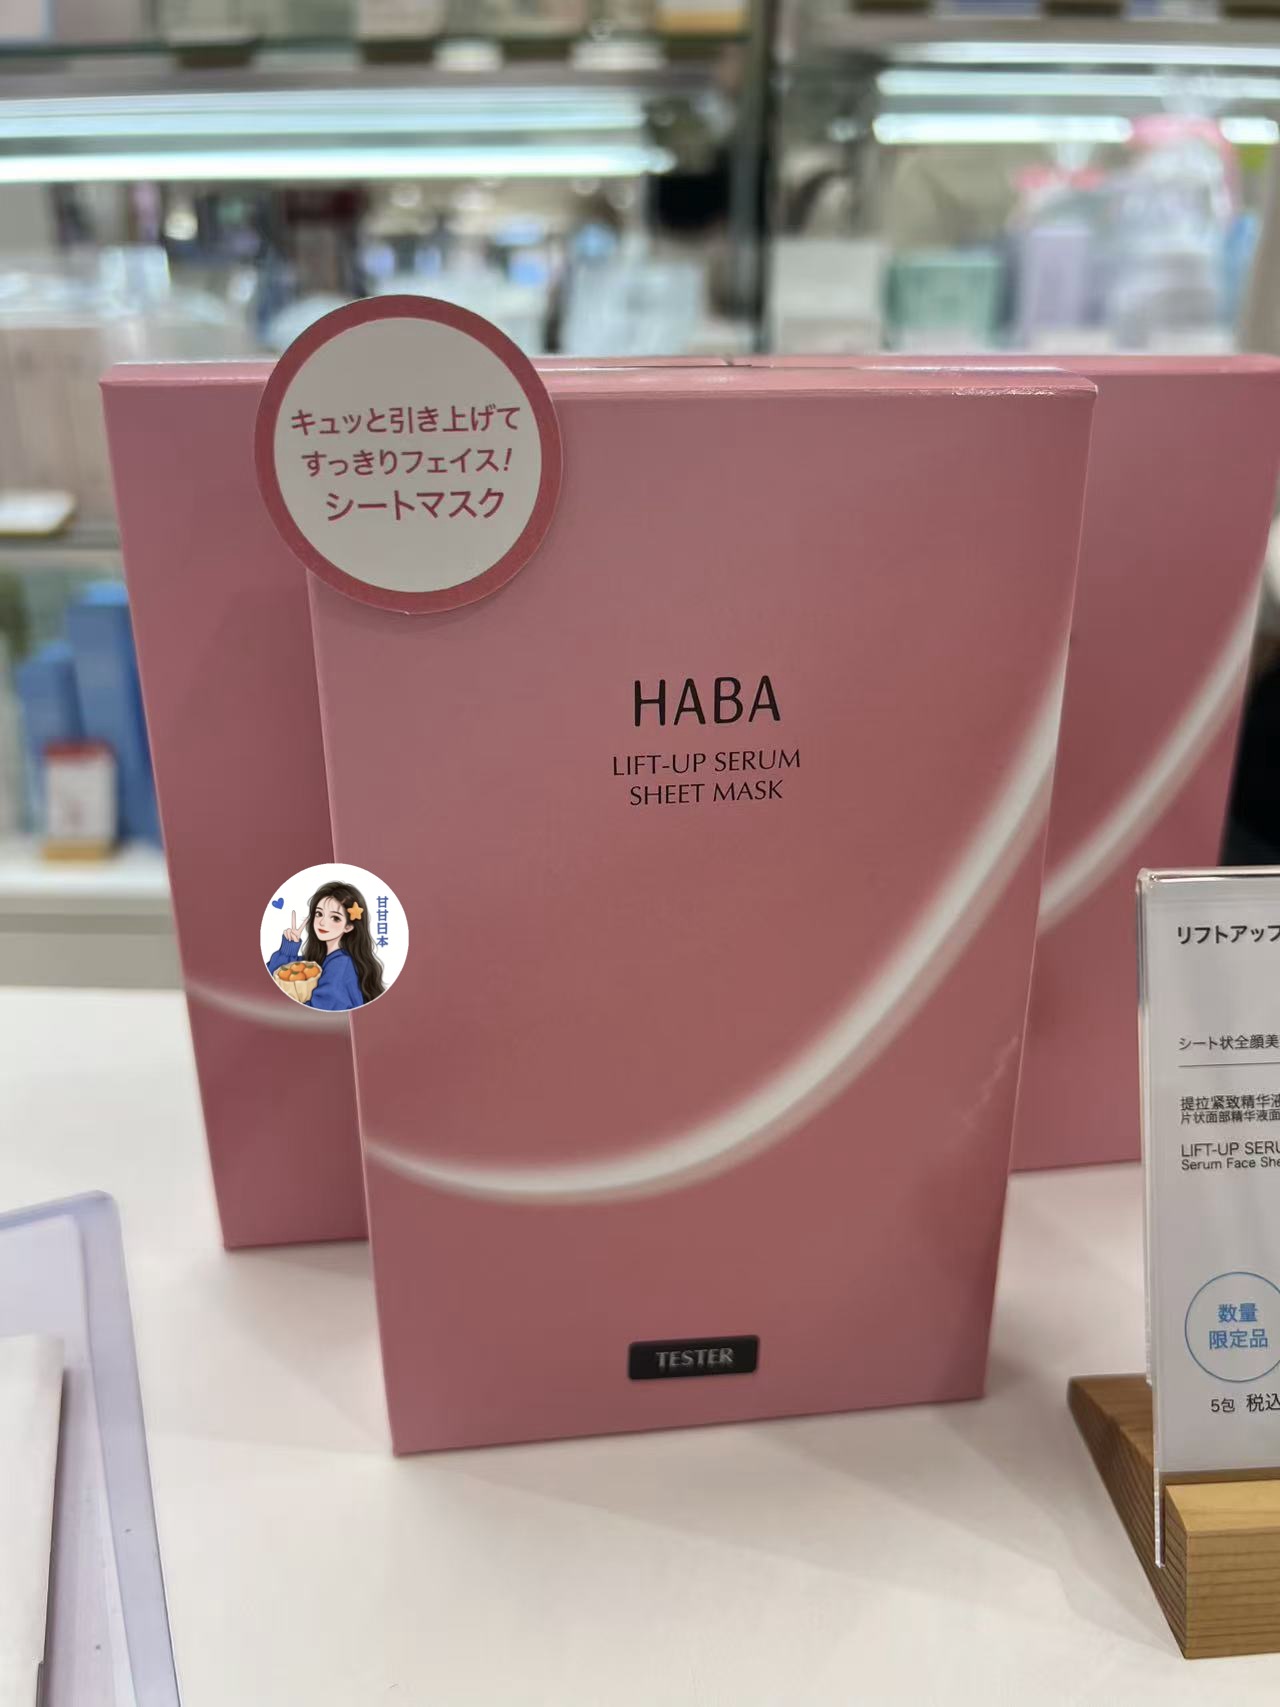 キュッと引き上げて
すっきりフェイス!
シートマスク
HABA
LIFT-UP SERUM
SHEET MASK
甘甘日本
TESTER
リフトアップ
シート状全顔美
提拉紧致精华液
片状面部精华液面
LIFT-UP SERU
Serum Face She
数量
限定品
5包 税込